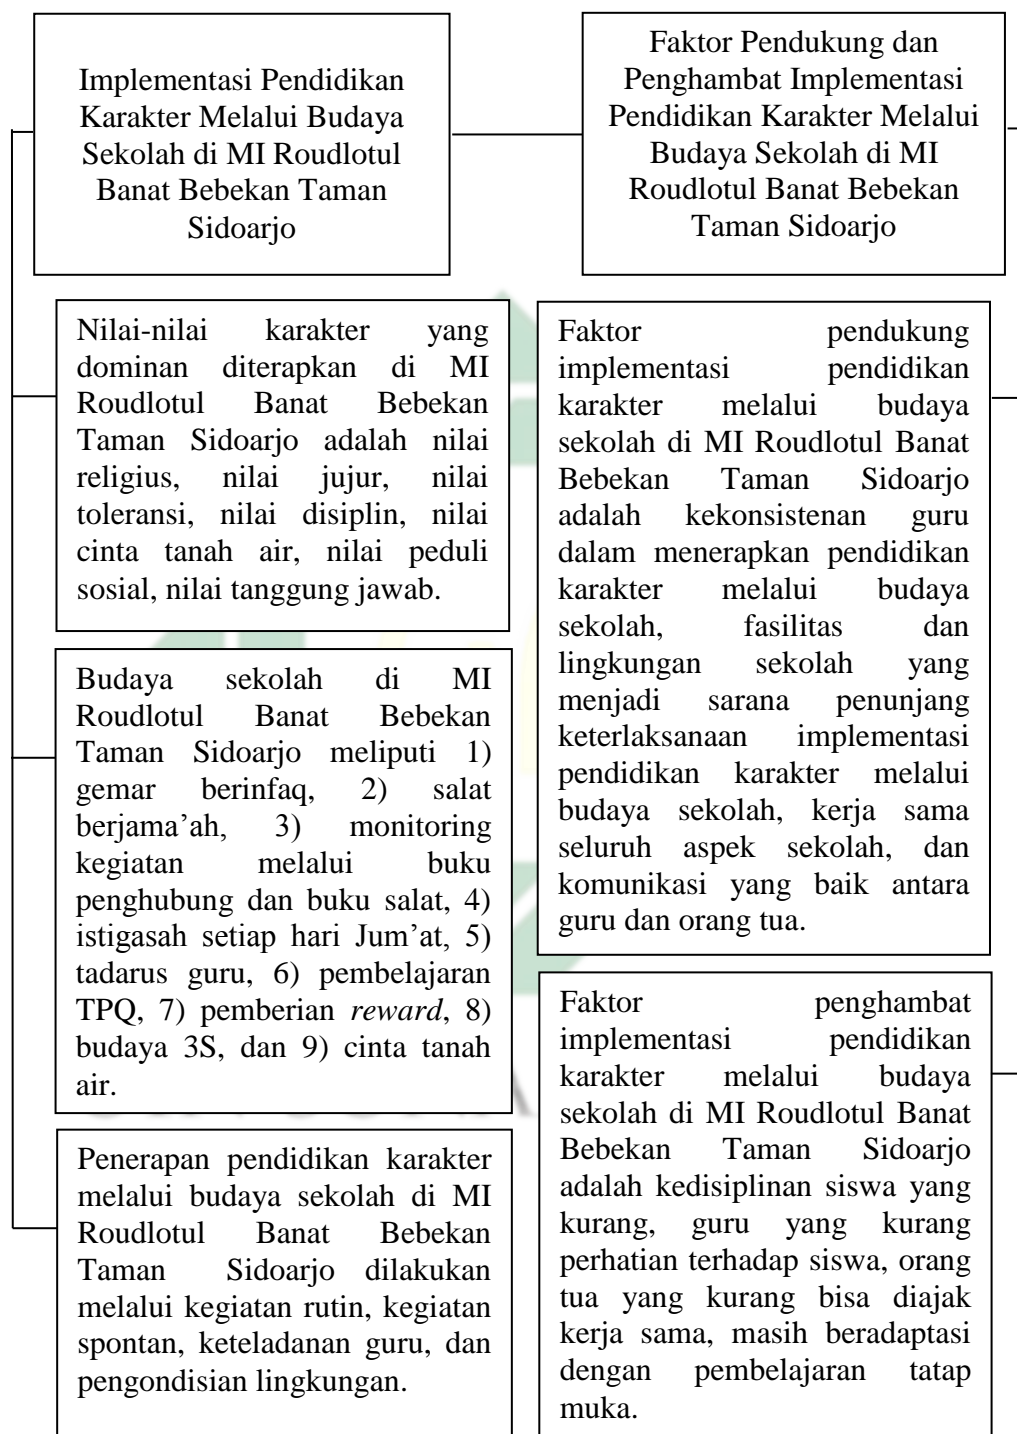 Implementasi Pendidikan
Karakter Melalui Budaya
Sekolah di MI Roudlotul
Banat Bebekan Taman
Sidoarjo
Faktor Pendukung dan
Penghambat Implementasi
Pendidikan Karakter Melalui
Budaya Sekolah di MI
Roudlotul Banat Bebekan
Taman Sidoarjo
Nilai-nilai karakter yang
dominan diterapkan di MI
Roudlotul Banat Bebekan
Taman Sidoarjo adalah nilai
religius, nilai jujur, nilai
toleransi, nilai disiplin, nilai
cinta tanah air, nilai peduli
sosial, nilai tanggung jawab.
Budaya sekolah di MI
Roudlotul Banat Bebekan
Taman Sidoarjo meliputi 1)
gemar berinfaq, 2) salat
berjama’ah, 3) monitoring
kegiatan melalui buku
penghubung dan buku salat, 4)
istigasah setiap hari Jum’at, 5)
tadarus guru, 6) pembelajaran
TPQ, 7) pemberian reward, 8)
budaya 3S, dan 9) cinta tanah
air.
Penerapan pendidikan karakter
melalui budaya sekolah di MI
Roudlotul Banat Bebekan
Taman Sidoarjo dilakukan
melalui kegiatan rutin, kegiatan
spontan, keteladanan guru, dan
pengondisian lingkungan.
Faktor pendukung
implementasi pendidikan
karakter melalui budaya
sekolah di MI Roudlotul Banat
Bebekan Taman Sidoarjo
adalah kekonsistenan guru
dalam menerapkan pendidikan
karakter melalui budaya
sekolah, fasilitas dan
lingkungan sekolah yang
menjadi sarana penunjang
keterlaksanaan implementasi
pendidikan karakter melalui
budaya sekolah, kerja sama
seluruh aspek sekolah, dan
komunikasi yang baik antara
guru dan orang tua.
Faktor penghambat
implementasi pendidikan
karakter melalui budaya
sekolah di MI Roudlotul Banat
Bebekan Taman Sidoarjo
adalah kedisiplinan siswa yang
kurang, guru yang kurang
perhatian terhadap siswa, orang
tua yang kurang bisa diajak
kerja sama, masih beradaptasi
dengan pembelajaran tatap
muka.